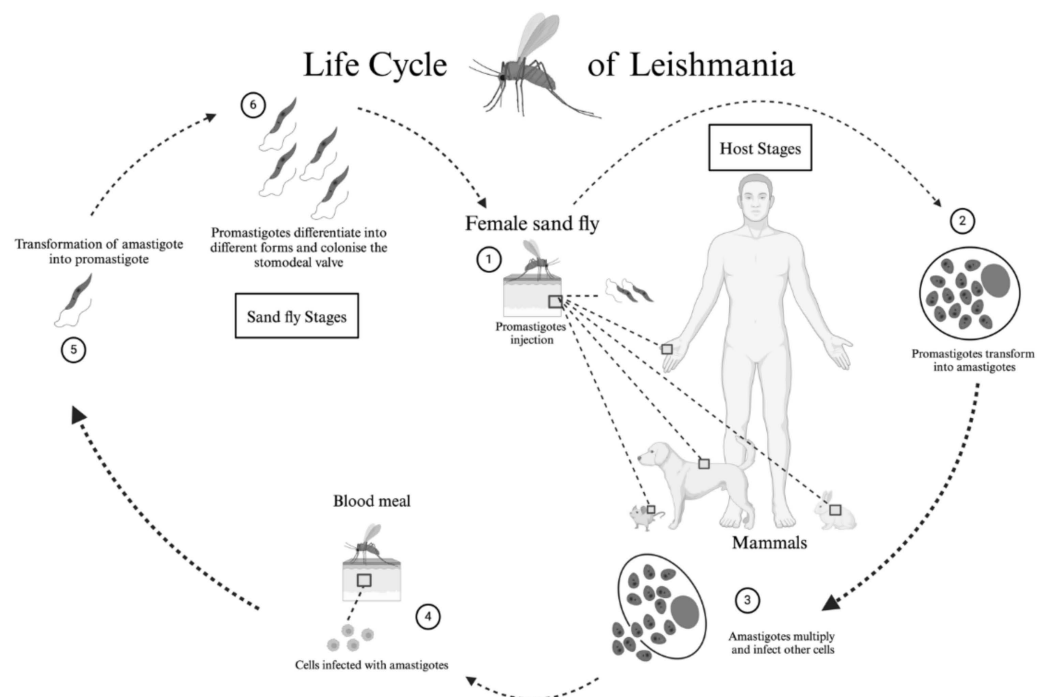 Life Cycle of Leishmania
6
Host Stages
2
Female sand fly
1
Promastigotes
injection
Promastigotes differentiate into
different forms and colonise the
stomodeal valve
Transformation of amastigote
into promastigote
5
Sand fly Stages
Promastigotes transform
into amastigotes
Mammals
Blood meal
4
Cells infected with amastigotes
3
Amastigotes multiply
and infect other cells